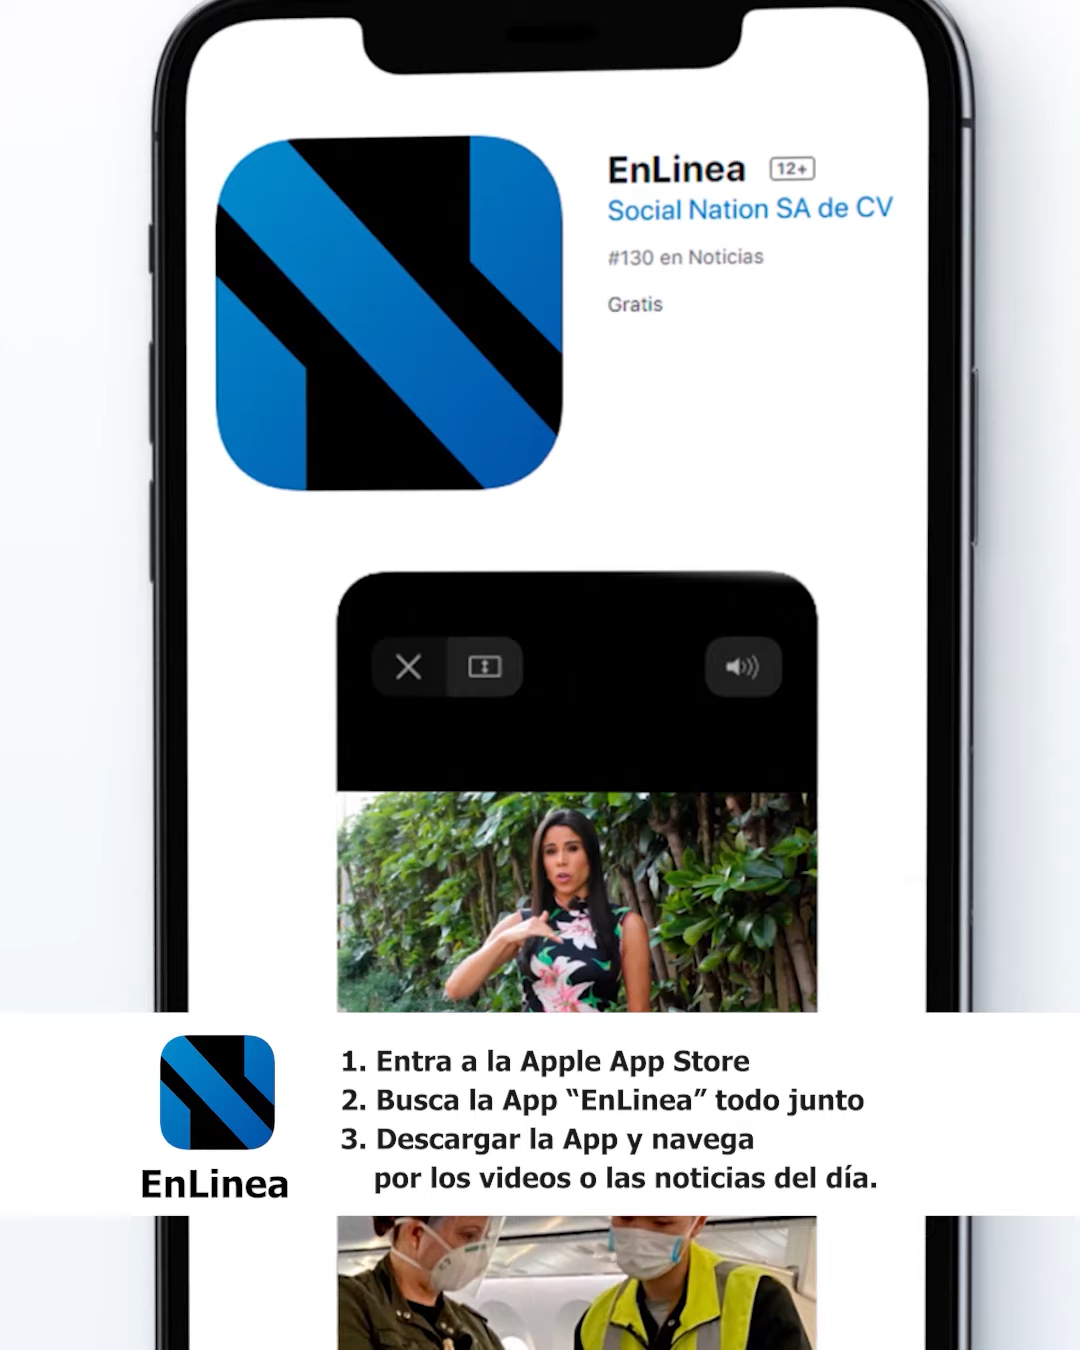 EnLinea 12+
Social Nation SA de CV
#130 en Noticias
Gratis
1. Entra a la Apple App Store
2. Busca la App “EnLinea” todo junto
3. Descargar la App y navega
por los videos o las noticias del día.
EnLinea